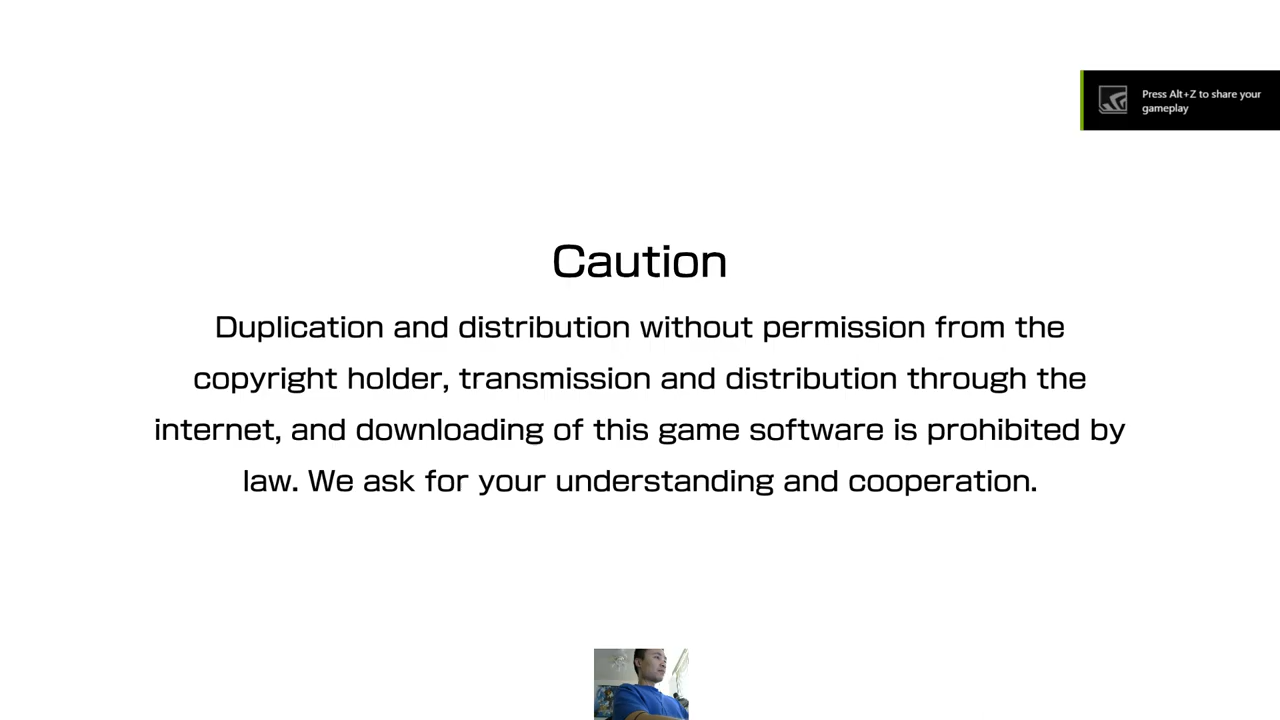 Press Alt+Z to share your
gameplay
Caution
Duplication and distribution without permission from the
copyright holder, transmission and distribution through the
internet, and downloading of this game software is prohibited by
law. We ask for your understanding and cooperation.